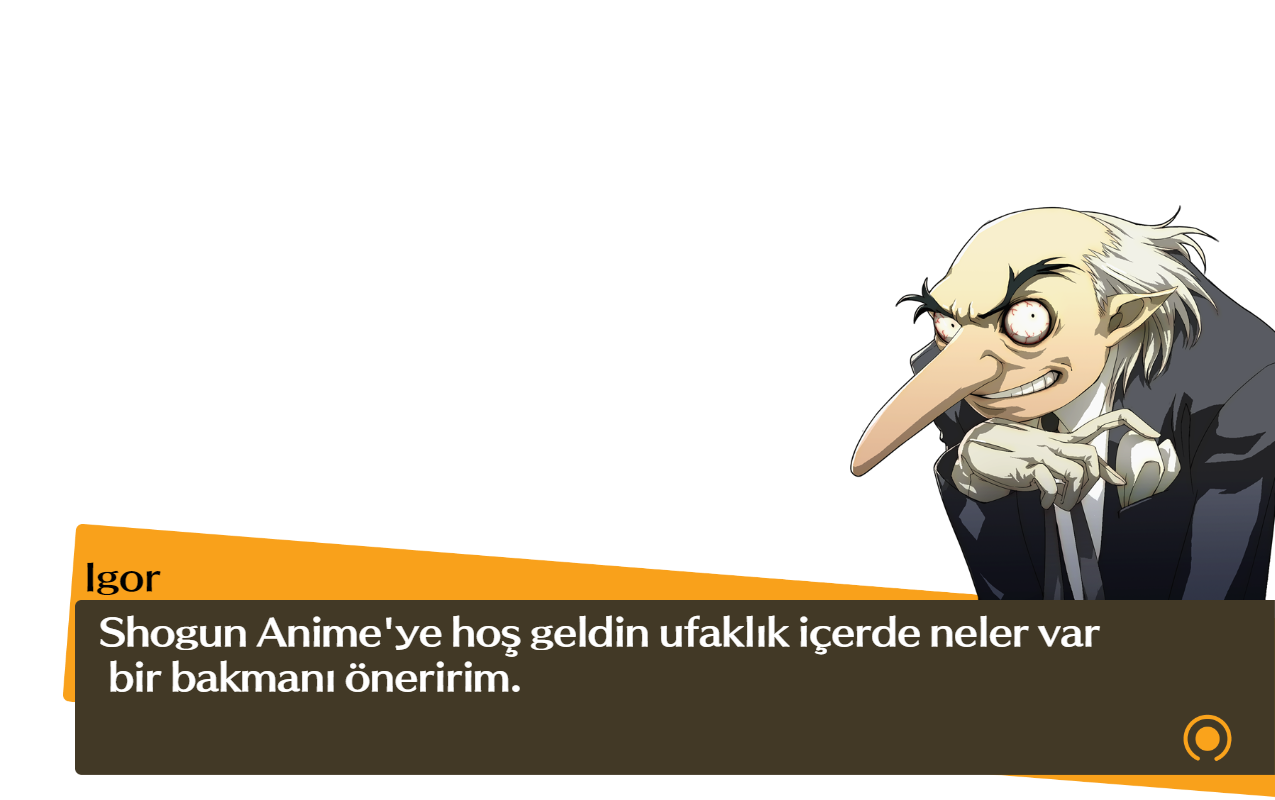 Igor
Shogun Anime'ye hoş geldin ufaklık içerde neler var
bir bakmanı öneririm.